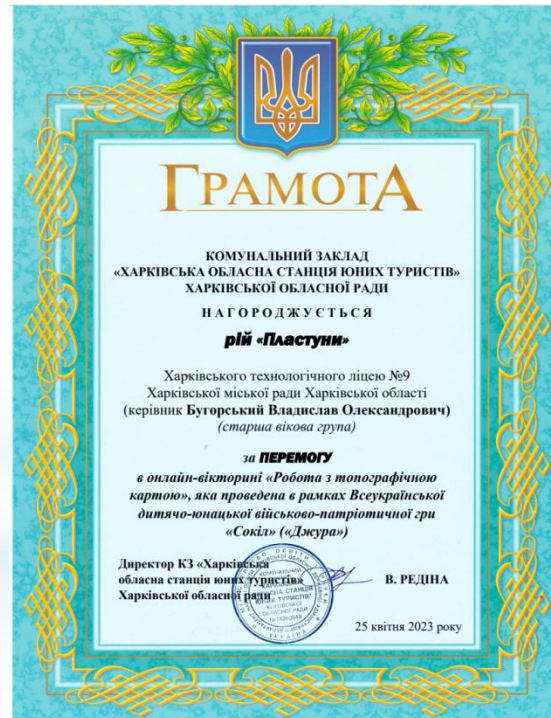 ГРАМОТА
КОМУНАЛЬНИЙ ЗАКЛАД
«ХАРКІВСЬКА ОБЛАСНА СТАНЦІЯ ЮНИХ ТУРИСТІВ»
ХАРКІВСЬКОЇ ОБЛАСНОЇ РАДИ
НАГОРОДЖУЄТЬСЯ
рій «Пластуни»
Харківського технологічного ліцею №9
Харківської міської ради Харківської області
(керівник Бугорський Владислав Олександрович)
(старша вікова група)
за ПЕРЕМОГУ
в онлайн-вікторині «Робота з топографічною
картою», яка проведена в рамках Всеукраїнської
дитячо-юнацької військово-патріотичної гри
«Сокіл» («Джура»)
Директор КЗ «Харківська
обласна станція юних туристів»
Харківської обласної ради
В. РЕДІНА
25 квітня 2023 року